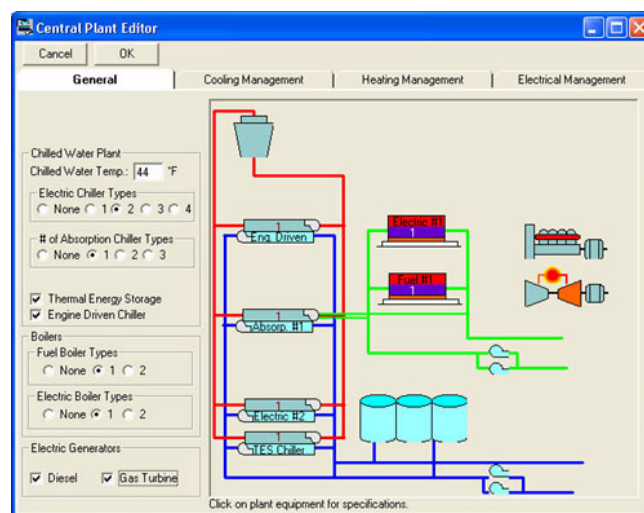 Central Plant Editor
Cancel OK
General Cooling Management Heating Management Electrical Management
Chilled Water Plant
Chilled Water Temp.: 44 °F
Electric Chiller Types
None 1 2 3 4
# of Absorption Chiller Types
None 1 2 3
Thermal Energy Storage
Engine Driven Chiller
Boilers
Fuel Boiler Types
None 1 2
Electric Boiler Types
None 1 2
Electric Generators
Diesel Gas Turbine
1
Eng. Driven
1
Absorp. #1
1
Electric #2
1
TES Chiller
Electric #1
1
Fuel #1
1
Click on plant equipment for specifications.